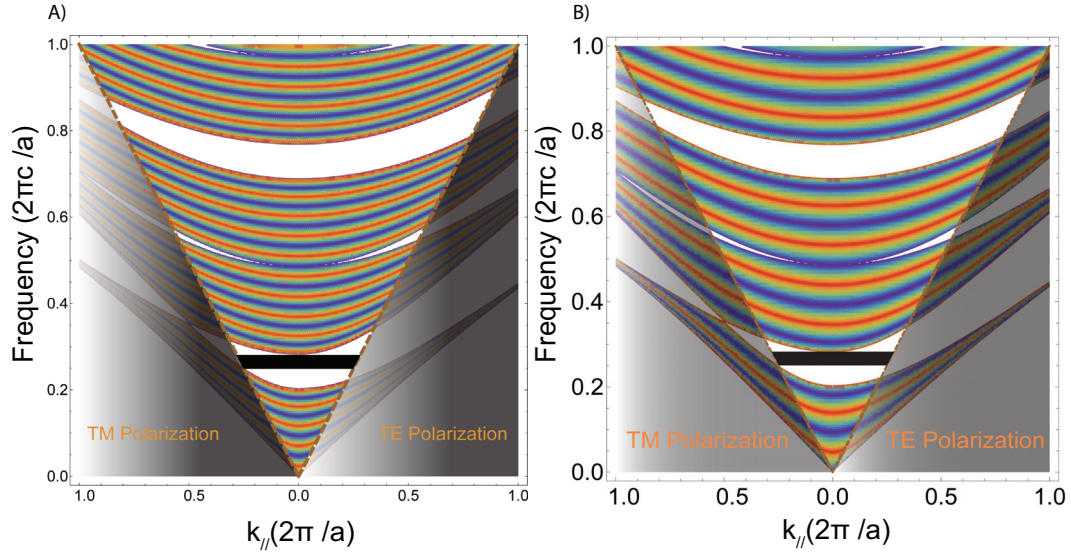 A)
Frequency (2πc /a)
1.0
0.8
0.6
0.4
0.2
0.0
TM Polarization
TE Polarization
1.0
0.5
0.0
0.5
1.0
k//(2π /a)
B)
Frequency (2πc /a)
1.0
0.8
0.6
0.4
0.2
0.0
TM Polarization
TE Polarization
1.0
0.5
0.0
0.5
1.0
k//(2π /a)